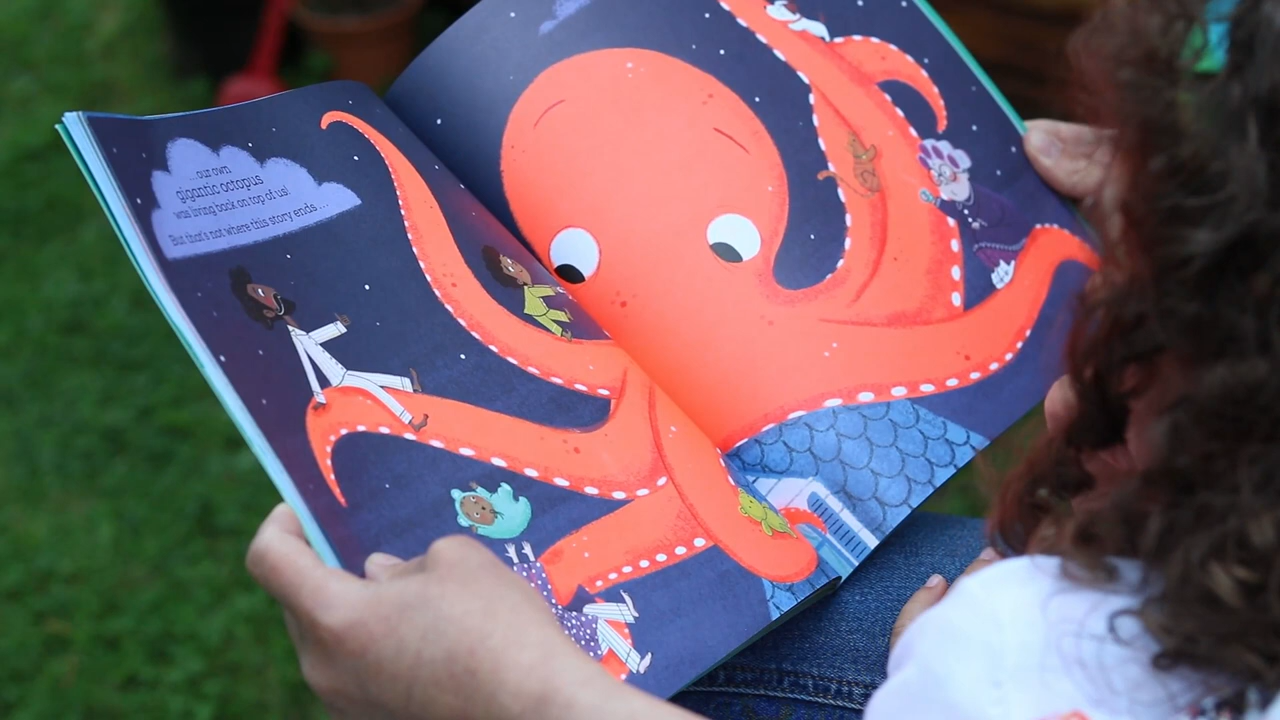 ...our own
gigantic octopus
was living back on top of us!
But that's not where this story ends...